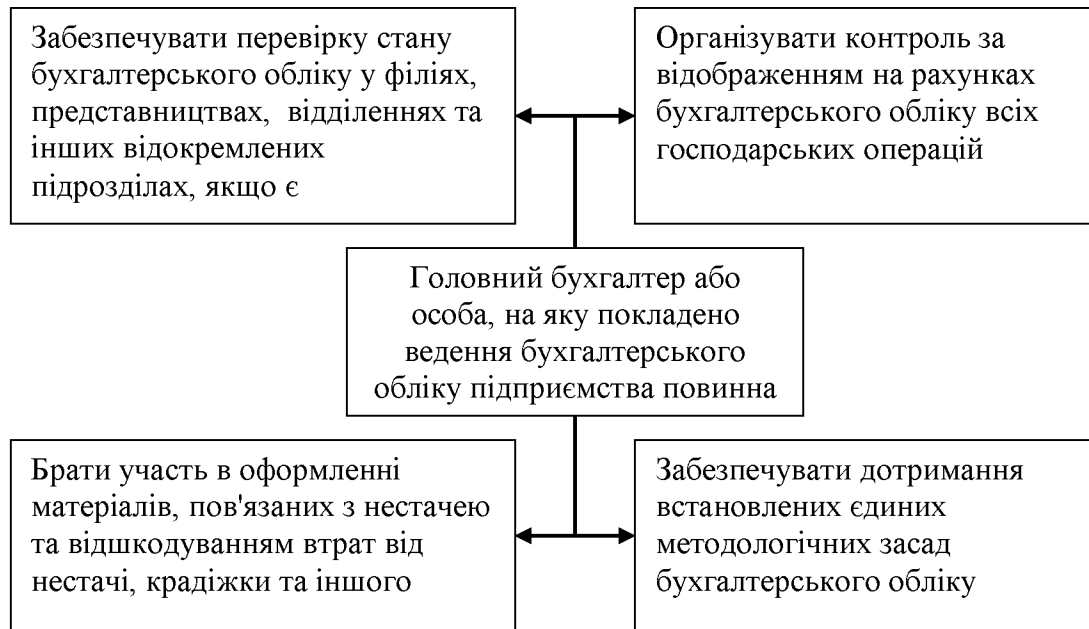 Забезпечувати перевірку стану
бухгалтерського обліку у філіях,
представництвах, відділеннях та
інших відокремлених
підрозділах, якщо є
Організувати контроль за
відображенням на рахунках
бухгалтерського обліку всіх
господарських операцій
Головний бухгалтер або
особа, на яку покладено
ведення бухгалтерського
обліку підприємства повинна
Брати участь в оформленні
матеріалів, пов'язаних з нестачею
та відшкодуванням втрат від
нестачі, крадіжки та іншого
Забезпечувати дотримання
встановлених єдиних
методологічних засад
бухгалтерського обліку